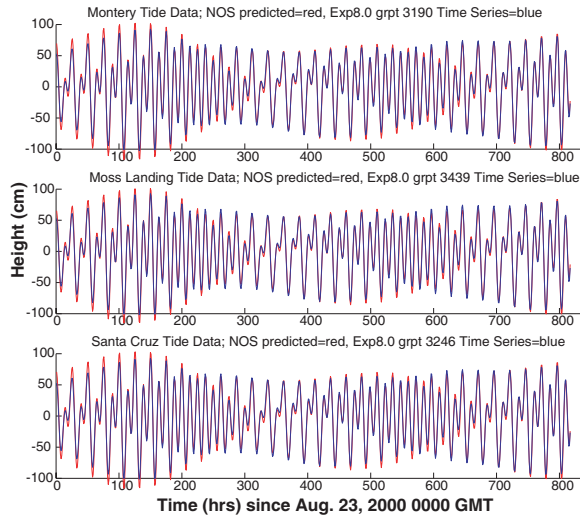 Montery Tide Data; NOS predicted=red, Exp8.0 grpt 3190 Time Series=blue
100
50
0
-50
-100
0 100 200 300 400 500 600 700 800
Moss Landing Tide Data; NOS predicted=red, Exp8.0 grpt 3439 Time Series=blue
100
50
0
-50
-100
0 100 200 300 400 500 600 700 800
Height (cm)
Santa Cruz Tide Data; NOS predicted=red, Exp8.0 grpt 3246 Time Series=blue
100
50
0
-50
-100
0 100 200 300 400 500 600 700 800
Time (hrs) since Aug. 23, 2000 0000 GMT